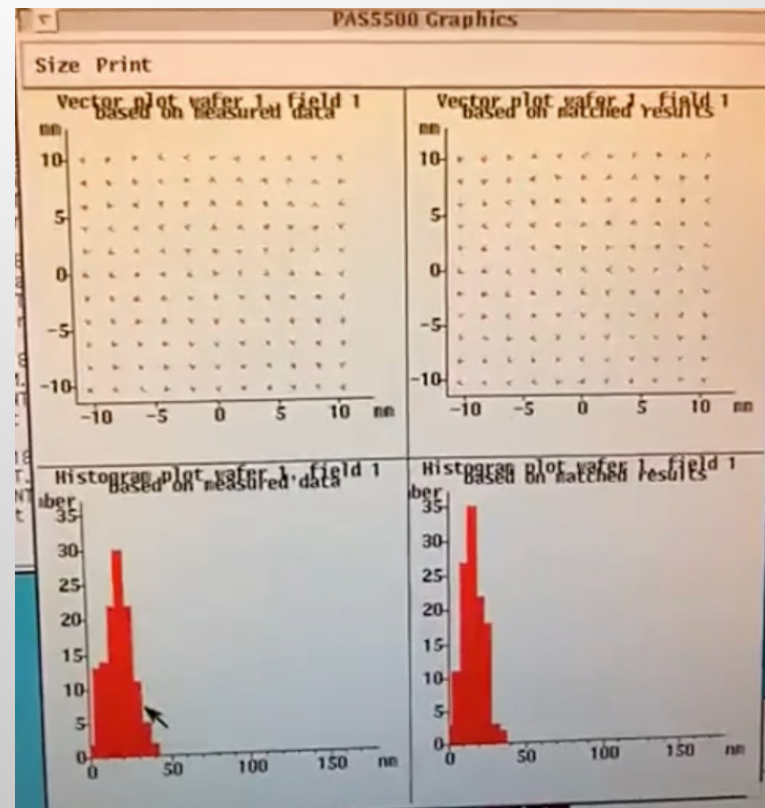 PAS5500 Graphics
Size Print
Vector plot wafer 1, field 1
based on measured data
mm
10
5
0
-5
-10
-10 -5 0 5 10 mm
Vector plot wafer 1, field 1
based on matched results
10
5
0
-5
-10
-10 -5 0 5 10 mm
Histogram plot wafer 1, field 1
based on measured data
mber
35
30
25
20
15
10
5
0
0 50 100 150 nm
Histogram plot wafer 1, field 1
based on matched results
mber
35
30
25
20
15
10
5
0
0 50 100 150 nm